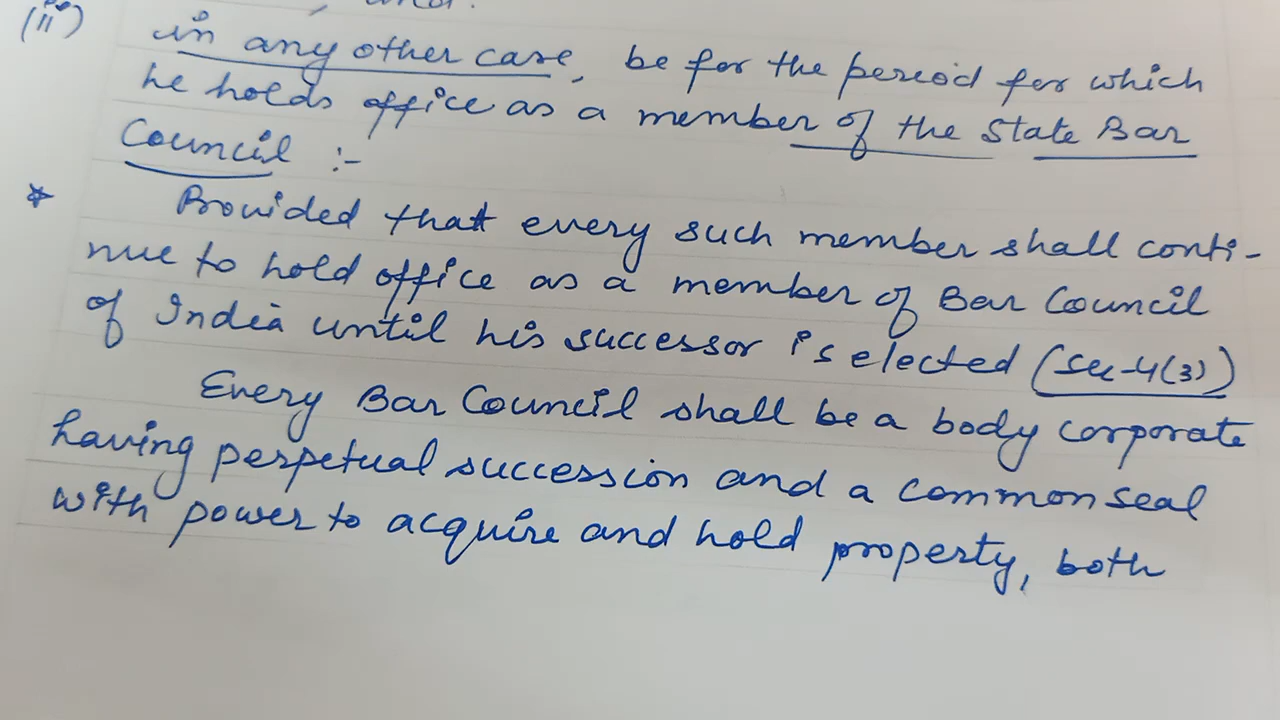 (ii) in any other case, be for the period for which
he holds office as a member of the State Bar
Council :-
* Provided that every such member shall conti-
nue to hold office as a member of Bar Council
of India until his successor is elected (Sec-4(3))
Every Bar Council shall be a body corporate
having perpetual succession and a common seal
with power to acquire and hold property, both